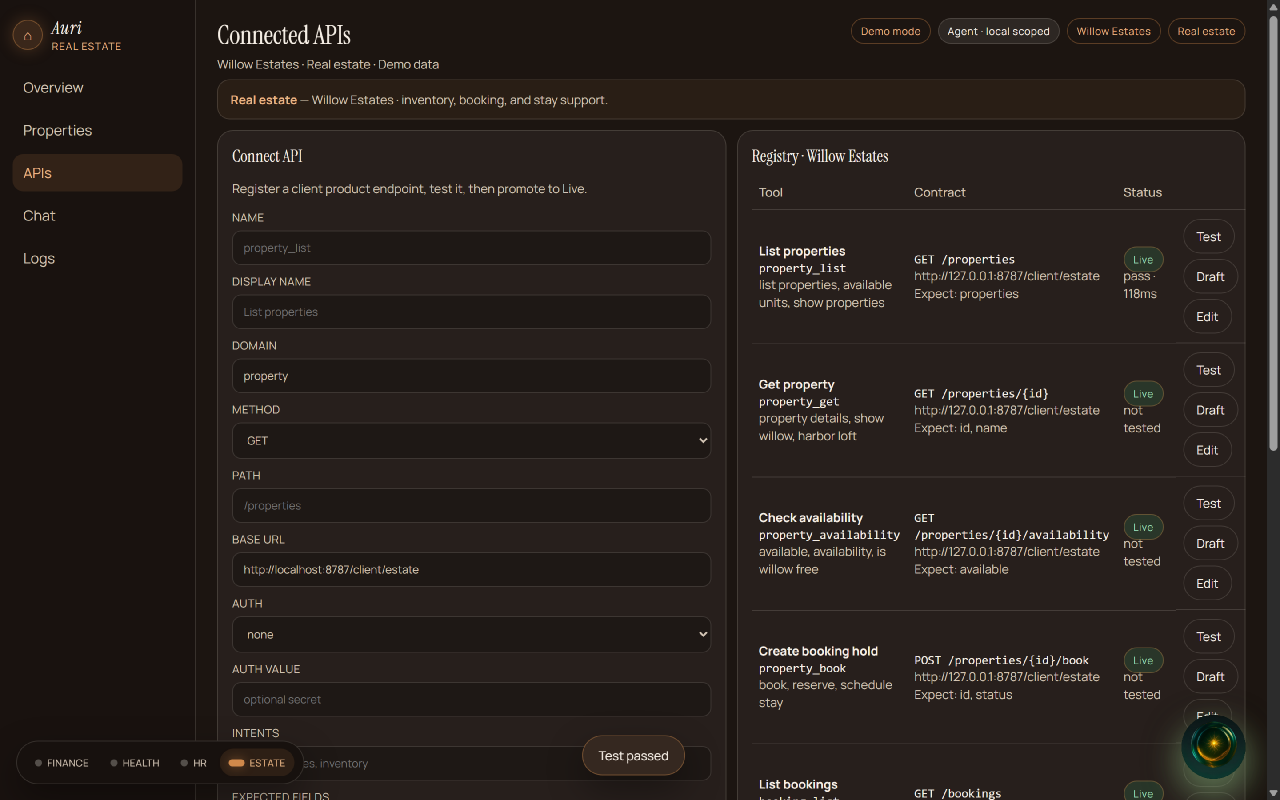 Auri
REAL ESTATE
Overview
Properties
APIs
Chat
Logs
Connected APIs
Demo mode
Agent · local scoped
Willow Estates
Real estate
Willow Estates · Real estate · Demo data
Real estate — Willow Estates · inventory, booking, and stay support.
Connect API
Register a client product endpoint, test it, then promote to Live.
NAME
property_list
DISPLAY NAME
List properties
DOMAIN
property
METHOD
GET
PATH
/properties
BASE URL
http://localhost:8787/client/estate
AUTH
none
AUTH VALUE
optional secret
INTENTS
es, inventory
EXPECTED FIELDS
Registry · Willow Estates
Tool
Contract
Status
List properties
property_list
list properties, available
units, show properties
GET /properties
http://127.0.0.1:8787/client/estate
Expect: properties
Live
pass ·
118ms
Test
Draft
Edit
Get property
property_get
property details, show
willow, harbor loft
GET /properties/{id}
http://127.0.0.1:8787/client/estate
Expect: id, name
Live
not
tested
Test
Draft
Edit
Check availability
property_availability
available, availability, is
willow free
GET
/properties/{id}/availability
http://127.0.0.1:8787/client/estate
Expect: available
Live
not
tested
Test
Draft
Edit
Create booking hold
property_book
book, reserve, schedule
stay
POST /properties/{id}/book
http://127.0.0.1:8787/client/estate
Expect: id, status
Live
not
tested
Test
Draft
Edit
List bookings
booking_list
GET /bookings
Live
FINANCE
HEALTH
HR
ESTATE
Test passed